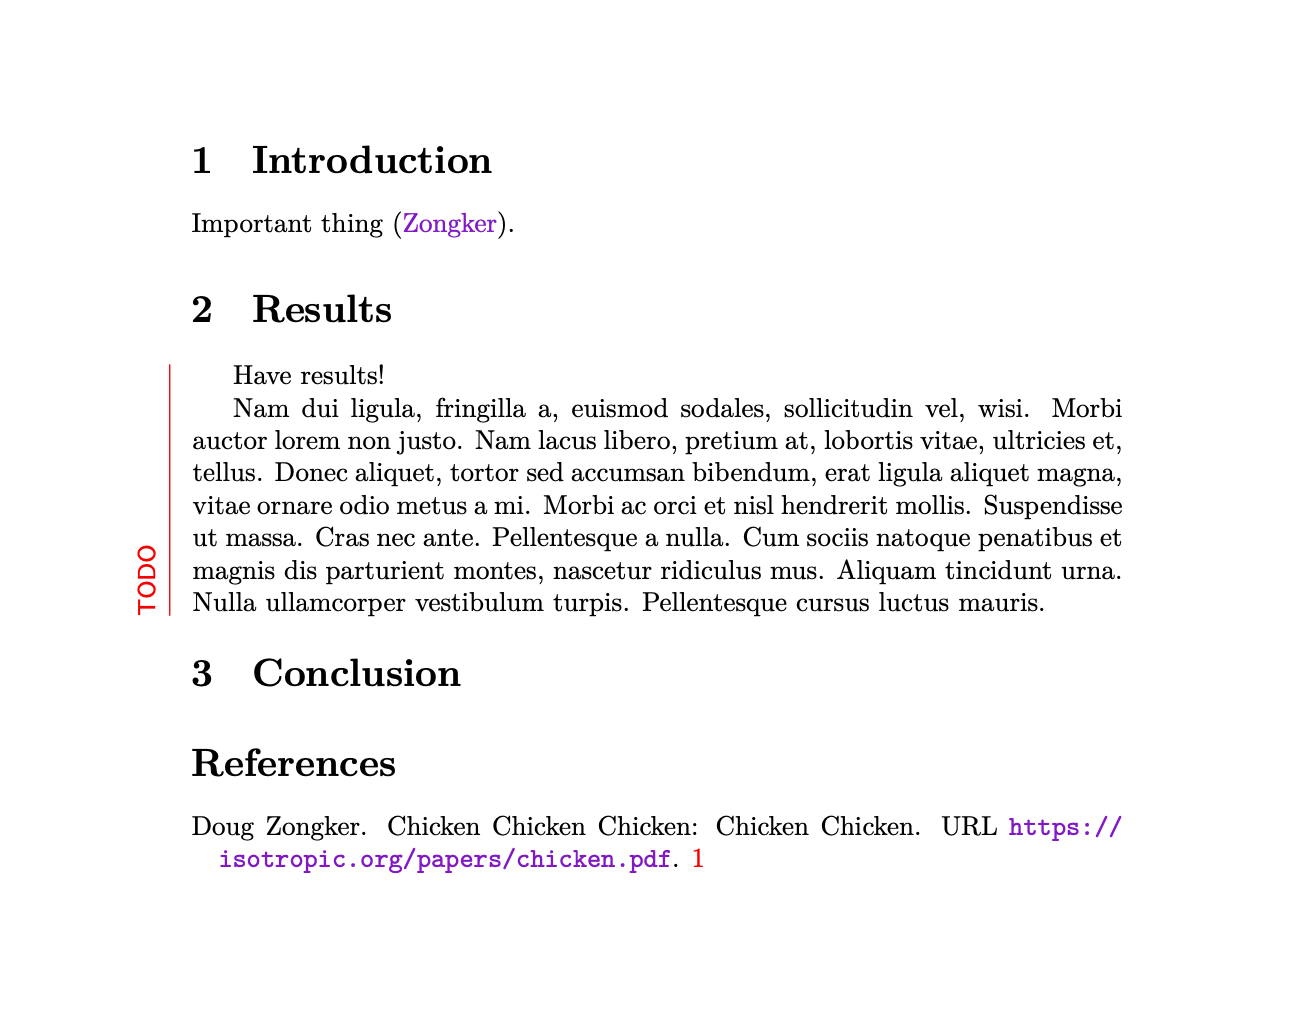 1 Introduction
Important thing (Zongker).
2 Results
Have results!
Nam dui ligula, fringilla a, euismod sodales, sollicitudin vel, wisi. Morbi
auctor lorem non justo. Nam lacus libero, pretium at, lobortis vitae, ultricies et,
tellus. Donec aliquet, tortor sed accumsan bibendum, erat ligula aliquet magna,
vitae ornare odio metus a mi. Morbi ac orci et nisl hendrerit mollis. Suspendisse
ut massa. Cras nec ante. Pellentesque a nulla. Cum sociis natoque penatibus et
magnis dis parturient montes, nascetur ridiculus mus. Aliquam tincidunt urna.
Nulla ullamcorper vestibulum turpis. Pellentesque cursus luctus mauris.
TODO
3 Conclusion
References
Doug Zongker. Chicken Chicken Chicken: Chicken Chicken. URL https://
isotropic.org/papers/chicken.pdf. 1